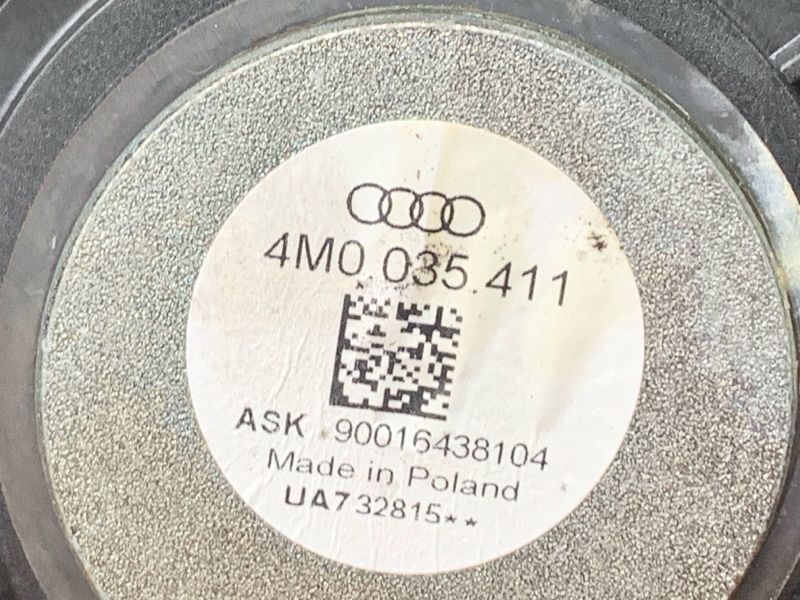 4M0 035.411
ASK 90016438104
Made in Poland
UA732815**